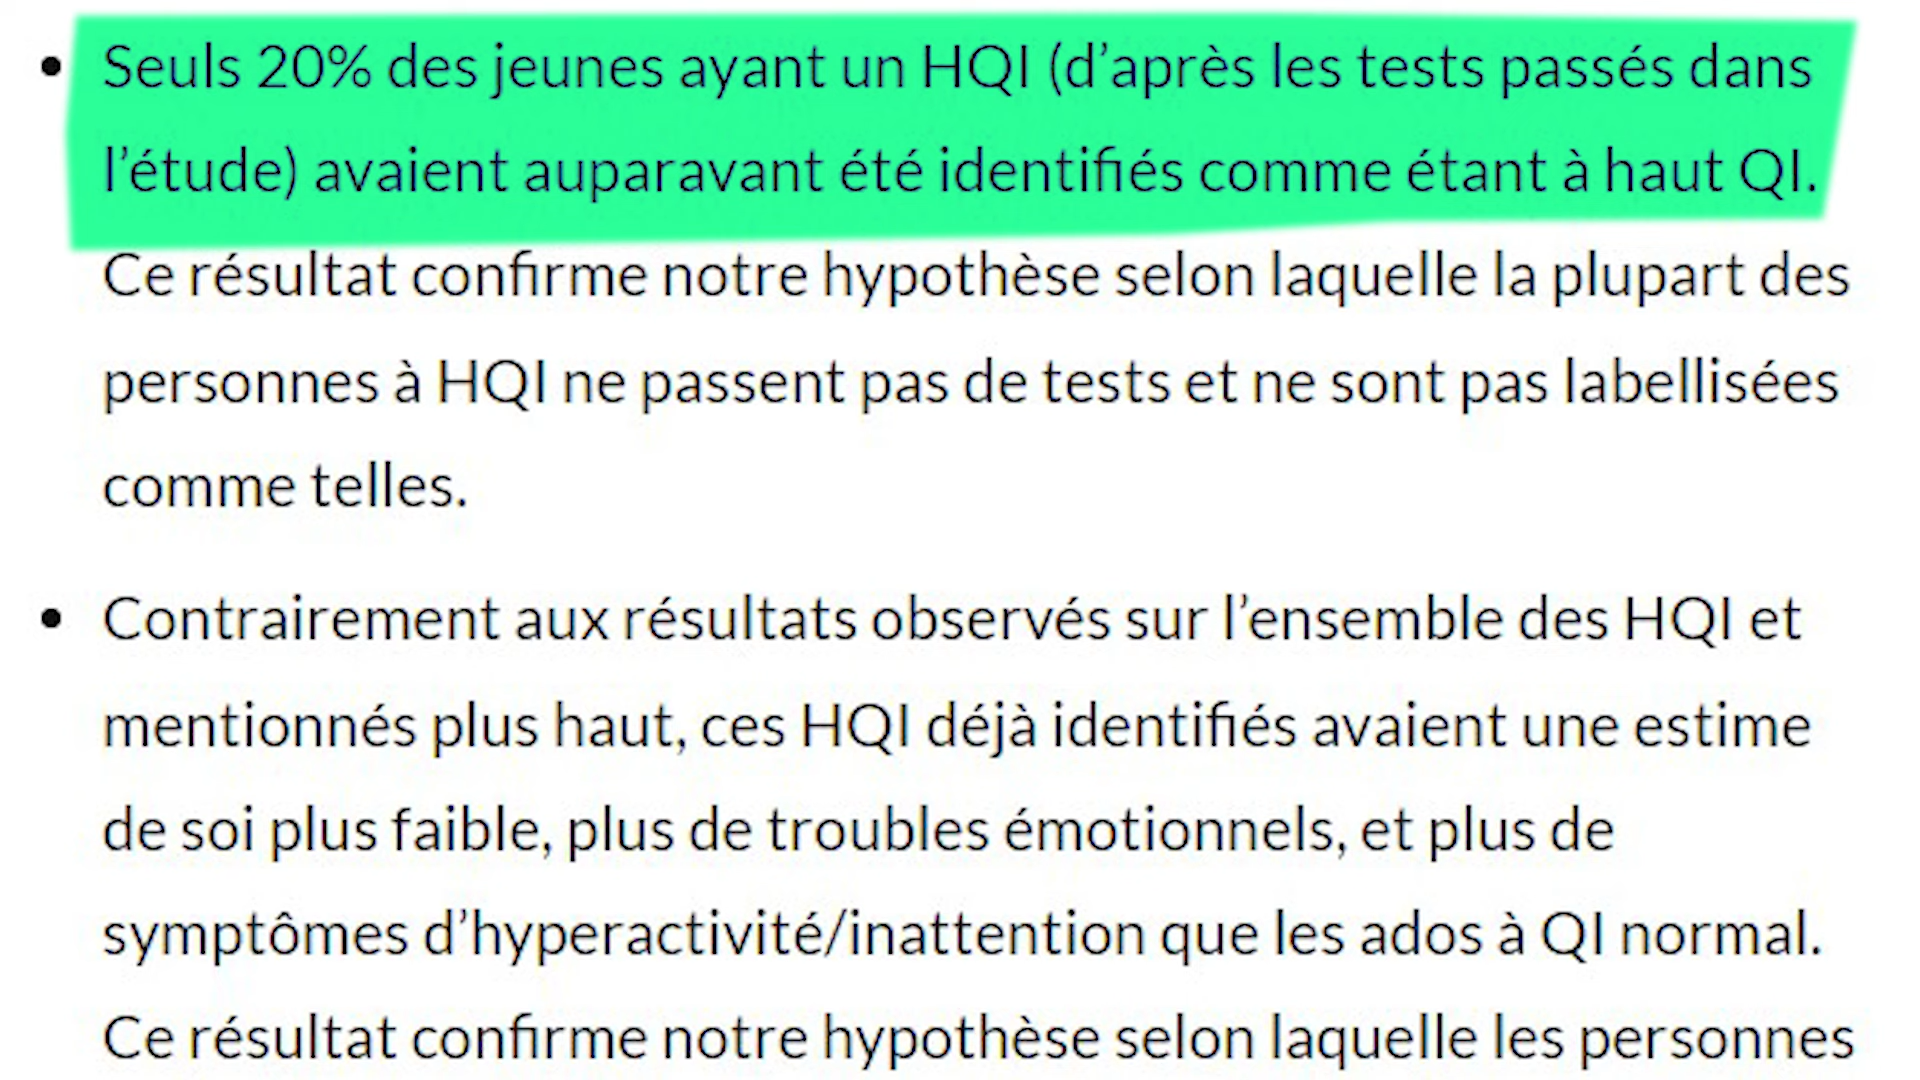 • Seuls 20% des jeunes ayant un HQI (d’après les tests passés dans
l’étude) avaient auparavant été identifiés comme étant à haut QI.
Ce résultat confirme notre hypothèse selon laquelle la plupart des
personnes à HQI ne passent pas de tests et ne sont pas labellisées
comme telles.
• Contrairement aux résultats observés sur l’ensemble des HQI et
mentionnés plus haut, ces HQI déjà identifiés avaient une estime
de soi plus faible, plus de troubles émotionnels, et plus de
symptômes d’hyperactivité/inattention que les ados à QI normal.
Ce résultat confirme notre hypothèse selon laquelle les personnes